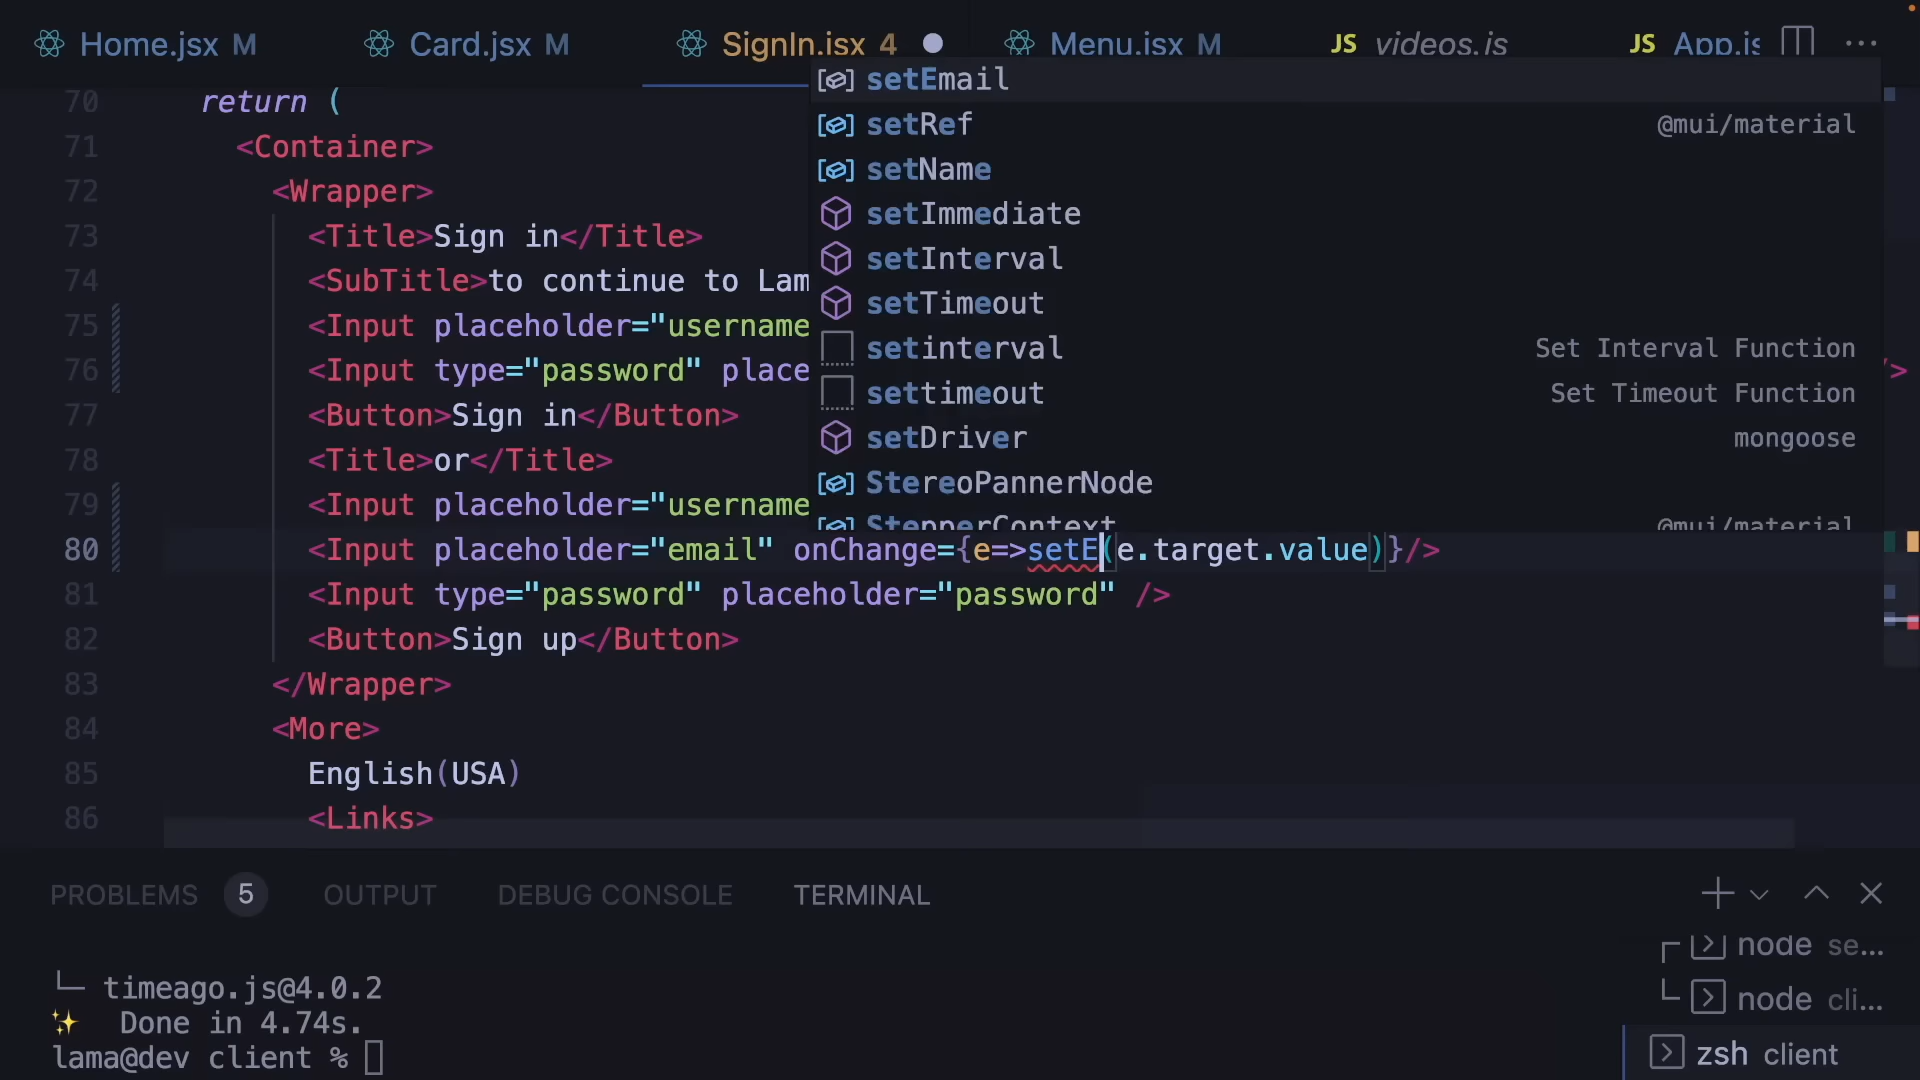 Home.jsx M Card.jsx M SignIn.jsx 4 Menu.jsx M JS videos.js JS App.js ...
70 return (
71 <Container>
72 <Wrapper>
73 <Title>Sign in</Title>
74 <SubTitle>to continue to Lam
75 <Input placeholder="username
76 <Input type="password" place
77 <Button>Sign in</Button>
78 <Title>or</Title>
79 <Input placeholder="username
80 <Input placeholder="email" onChange={e=>setE(e.target.value)}/>
81 <Input type="password" placeholder="password" />
82 <Button>Sign up</Button>
83 </Wrapper>
84 <More>
85 English(USA)
86 <Links>
setEmail
setRef @mui/material
setName
setImmediate
setInterval
setTimeout
setinterval Set Interval Function
settimeout Set Timeout Function
setDriver mongoose
StereoPannerNode
StepperContext @mui/material
/>
PROBLEMS 5 OUTPUT DEBUG CONSOLE TERMINAL
└─ timeago.js@4.0.2
✨ Done in 4.74s.
lama@dev client %
node se...
node cli...
zsh client